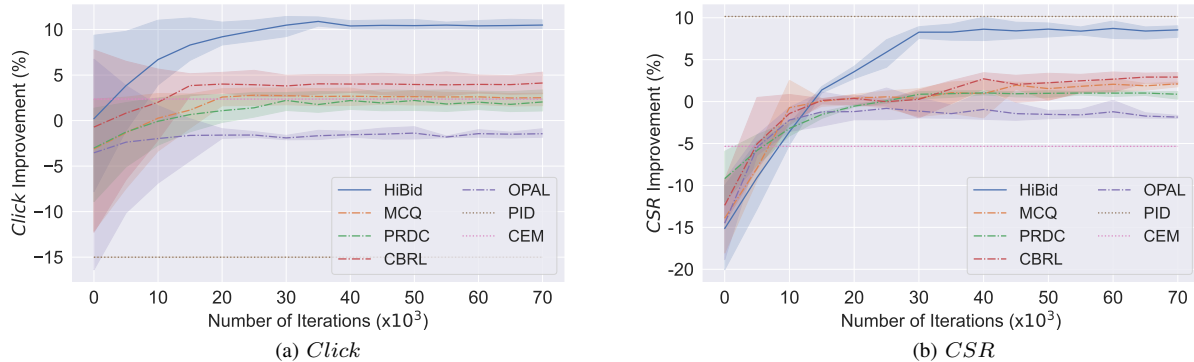 Click Improvement (%)
10
5
0
−5
−10
−15
0
10
20
30
40
50
60
70
Number of Iterations (x10³)
HiBid
MCQ
PRDC
CBRL
OPAL
PID
CEM
(a) Click
CSR Improvement (%)
10
5
0
-5
-10
-15
-20
0
10
20
30
40
50
60
70
Number of Iterations (x10³)
HiBid
MCQ
PRDC
CBRL
OPAL
PID
CEM
(b) CSR